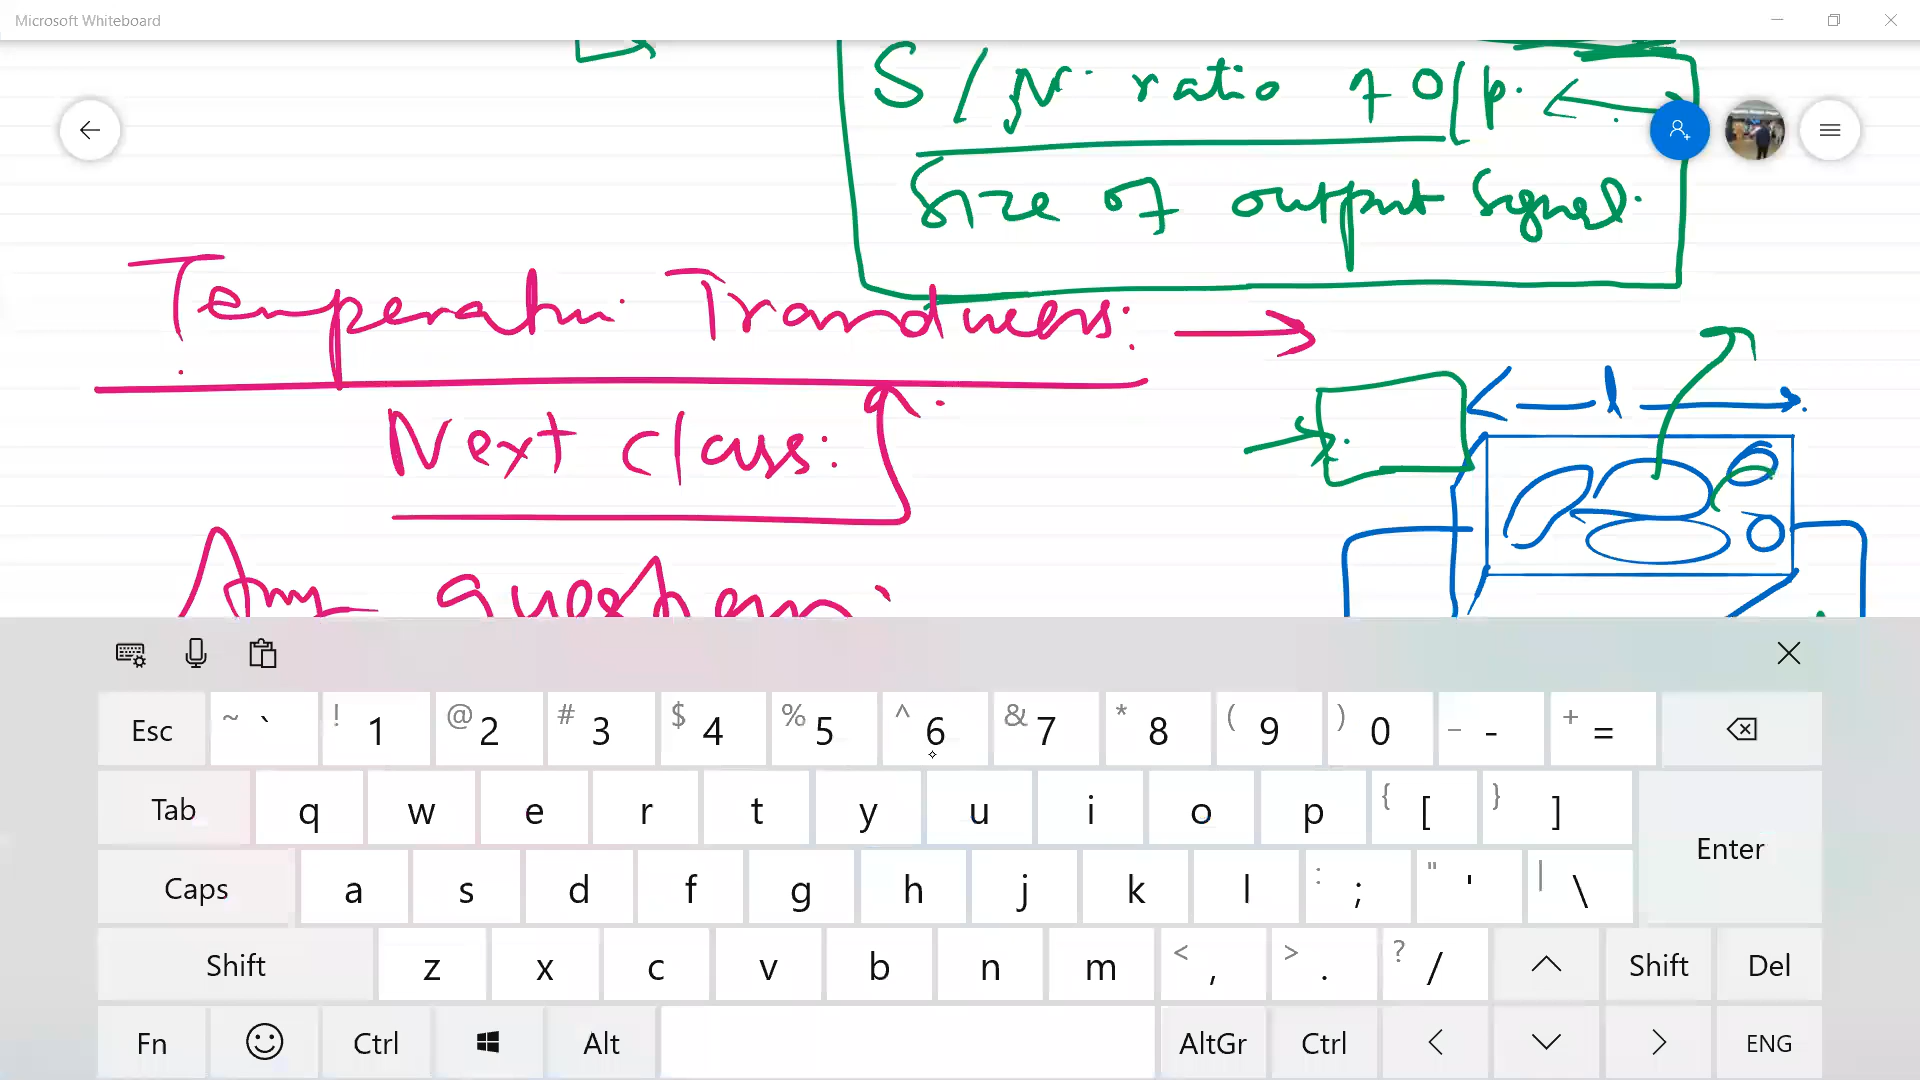 Microsoft Whiteboard
S/N ratio of O/p.
Size of output Signal.
Temperature Transducers:
l
Next class:
Any questions:
Esc ~ ` ! 1 @ 2 # 3 $ 4 % 5 ^ 6 & 7 * 8 ( 9 ) 0 _ - + =
Tab q w e r t y u i o p { [ } ] Enter
Caps a s d f g h j k l : ; " ' | \
Shift z x c v b n m < , > . ? / Shift Del
Fn Ctrl Alt AltGr Ctrl ENG